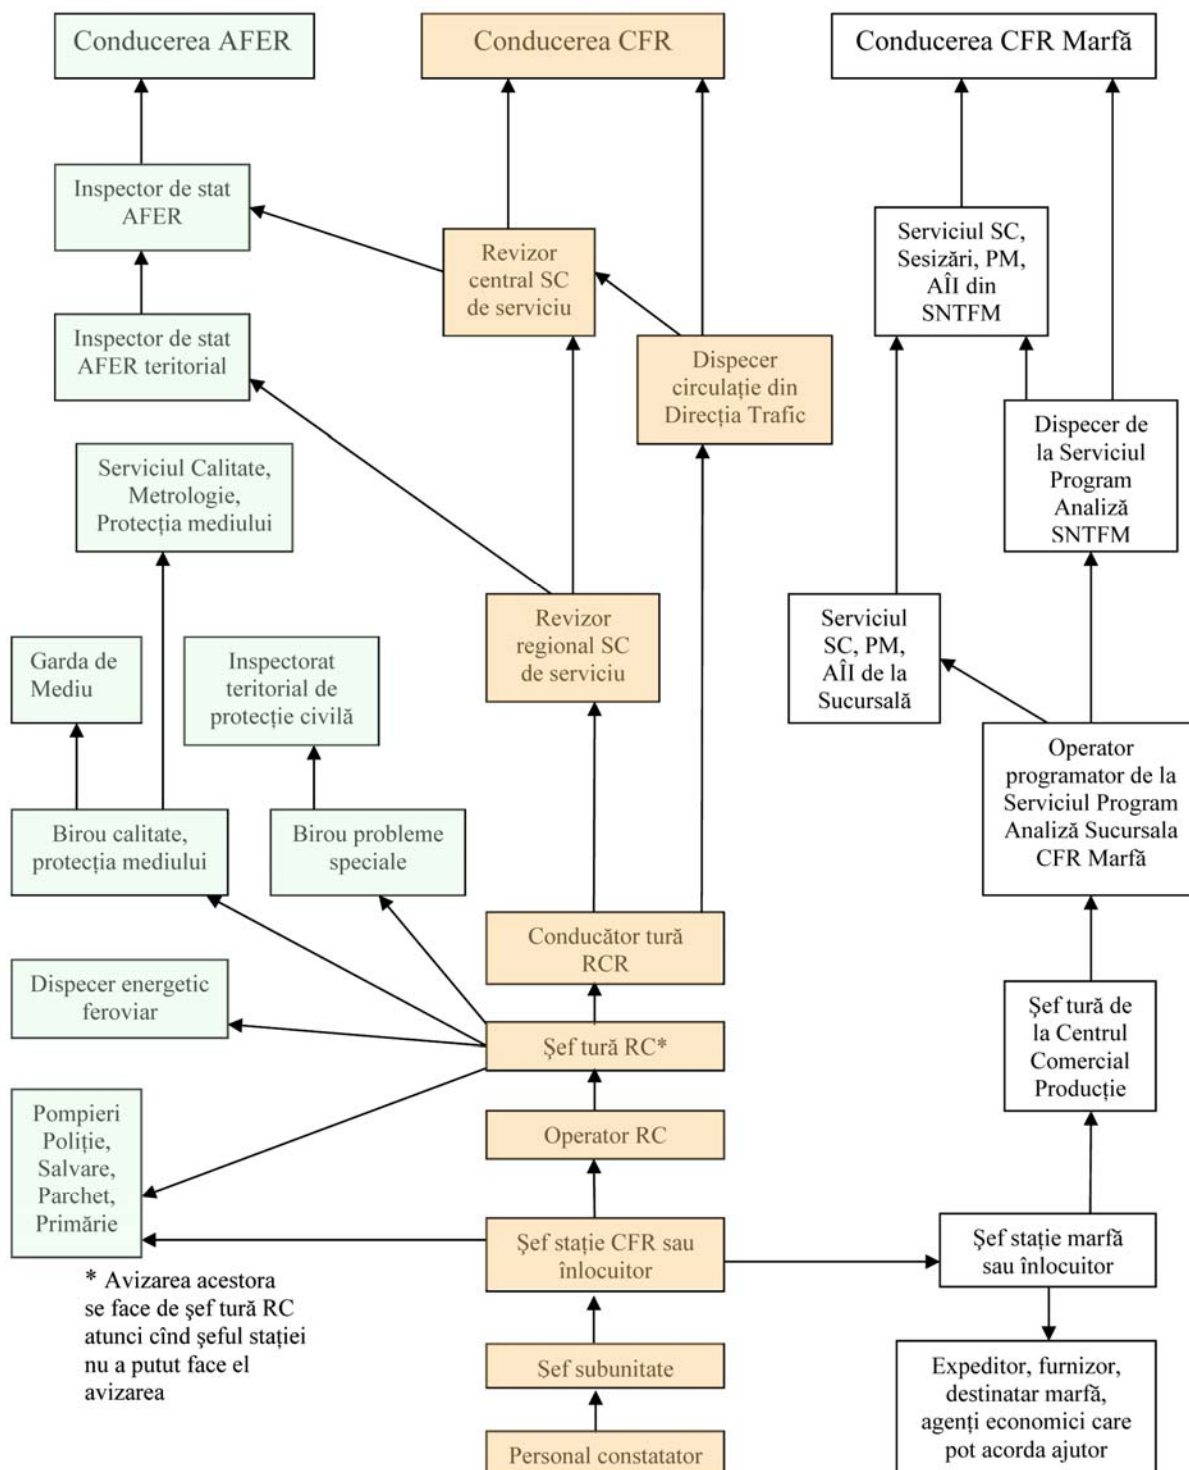 Conducerea AFER
Conducerea CFR
Conducerea CFR Marfă
Inspector de stat
AFER
Revizor
central SC
de serviciu
Serviciul SC,
Sesizări, PM,
AÎI din
SNTFM
Inspector de stat
AFER teritorial
Dispecer
circulație din
Direcția Trafic
Dispecer de
la Serviciul
Program
Analiză
SNTFM
Serviciul Calitate,
Metrologie,
Protecția mediului
Revizor
regional SC
de serviciu
Serviciul
SC, PM,
AÎI de la
Sucursală
Garda de
Mediu
Inspectorat
teritorial de
protecție civilă
Operator
programator de la
Serviciul Program
Analiză Sucursala
CFR Marfă
Birou calitate,
protecția mediului
Birou probleme
speciale
Conducător tură
RCR
Dispecer energetic
feroviar
Şef tură RC*
Şef tură de
la Centrul
Comercial
Producție
Pompieri
Poliție,
Salvare,
Parchet,
Primărie
Operator RC
Şef stație CFR sau
înlocuitor
Şef stație marfă
sau înlocuitor
* Avizarea acestora
se face de şef tură RC
atunci cînd şeful stației
nu a putut face el
avizarea
Şef subunitate
Expeditor, furnizor,
destinatar marfă,
agenți economici care
pot acorda ajutor
Personal constatator